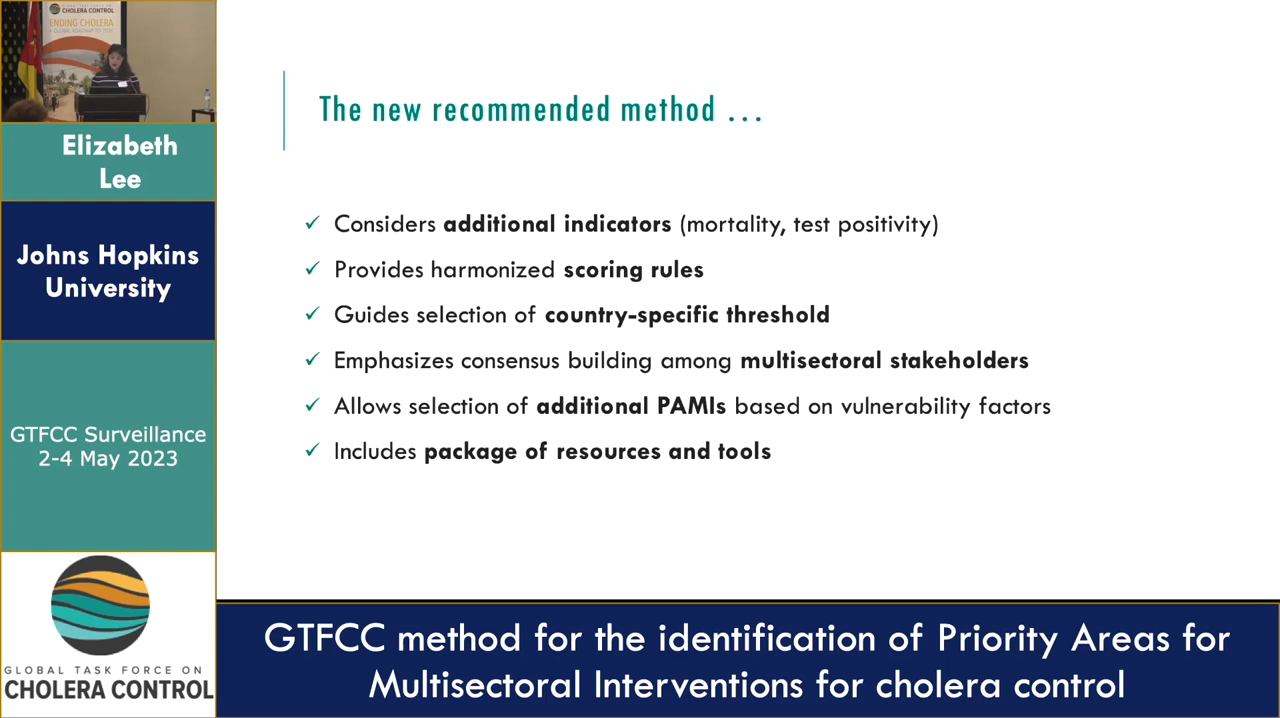 CHOLERA CONTROL
ENDING CHOLERA
Elizabeth
Lee
Johns Hopkins
University
GTFCC Surveillance
2-4 May 2023
GLOBAL TASK FORCE ON
CHOLERA CONTROL
The new recommended method ...
✓ Considers additional indicators (mortality, test positivity)
✓ Provides harmonized scoring rules
✓ Guides selection of country-specific threshold
✓ Emphasizes consensus building among multisectoral stakeholders
✓ Allows selection of additional PAMIs based on vulnerability factors
✓ Includes package of resources and tools
GTFCC method for the identification of Priority Areas for
Multisectoral Interventions for cholera control